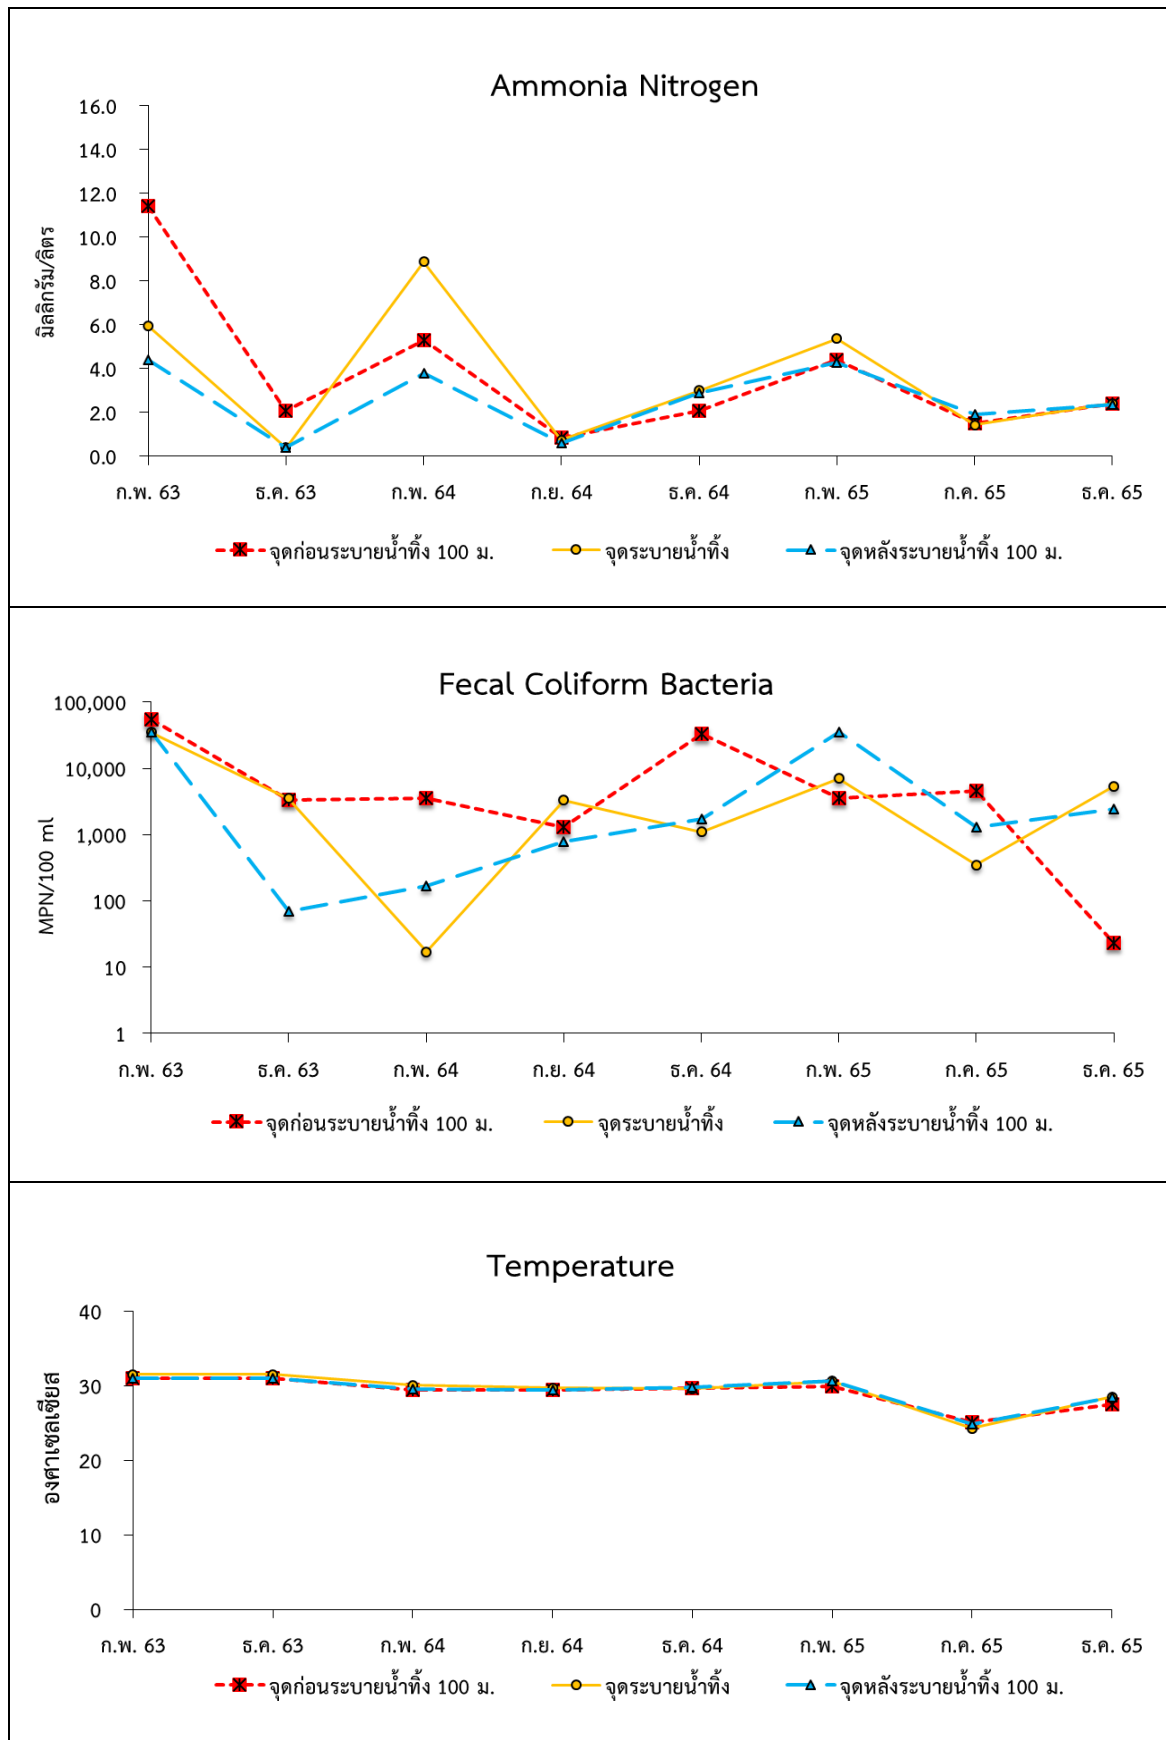 Ammonia Nitrogen
มิลลิกรัม/ลิตร
16.0
14.0
12.0
10.0
8.0
6.0
4.0
2.0
0.0
ก.พ. 63 ธ.ค. 63 ก.พ. 64 ก.ย. 64 ธ.ค. 64 ก.พ. 65 ก.ค. 65 ธ.ค. 65
จุดก่อนระบายน้ำทิ้ง 100 ม. จุดระบายน้ำทิ้ง จุดหลังระบายน้ำทิ้ง 100 ม.
Fecal Coliform Bacteria
MPN/100 ml
100,000
10,000
1,000
100
10
1
ก.พ. 63 ธ.ค. 63 ก.พ. 64 ก.ย. 64 ธ.ค. 64 ก.พ. 65 ก.ค. 65 ธ.ค. 65
จุดก่อนระบายน้ำทิ้ง 100 ม. จุดระบายน้ำทิ้ง จุดหลังระบายน้ำทิ้ง 100 ม.
Temperature
องศาเซลเซียส
40
30
20
10
0
ก.พ. 63 ธ.ค. 63 ก.พ. 64 ก.ย. 64 ธ.ค. 64 ก.พ. 65 ก.ค. 65 ธ.ค. 65
จุดก่อนระบายน้ำทิ้ง 100 ม. จุดระบายน้ำทิ้ง จุดหลังระบายน้ำทิ้ง 100 ม.